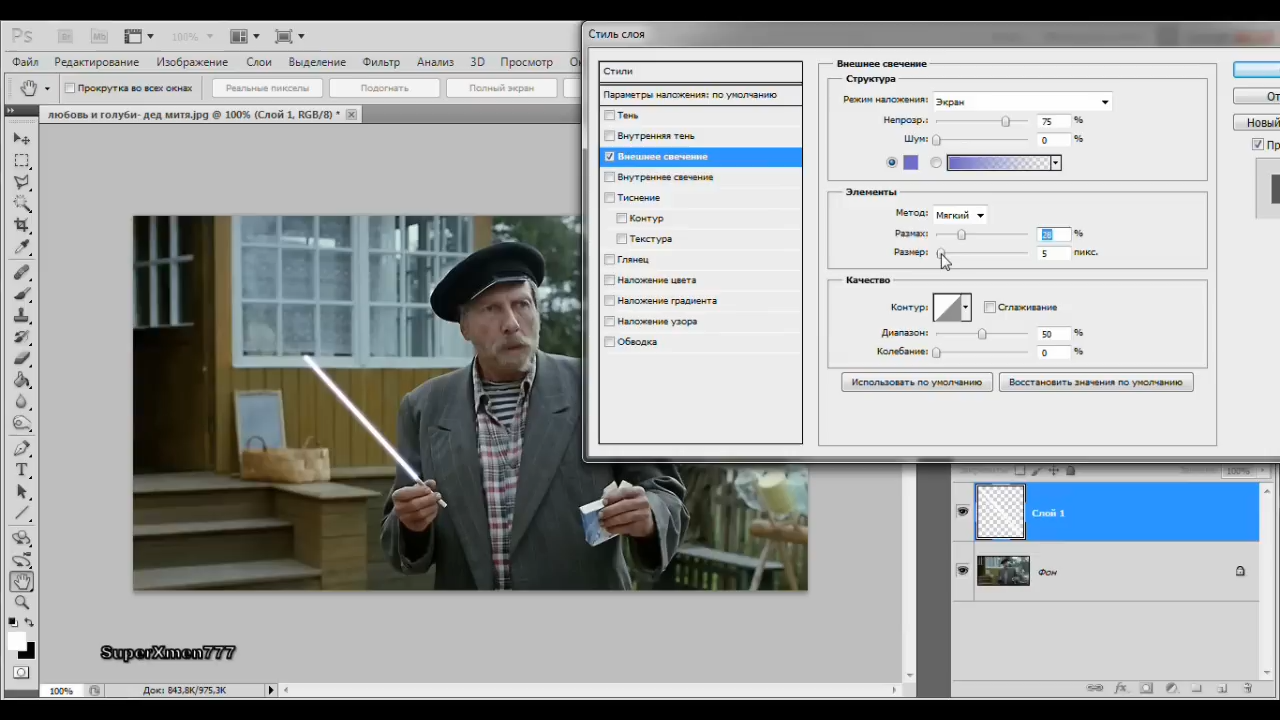 Ps
Br
Mb
100%
Стиль слоя
Файл Редактирование Изображение Слои Выделение Фильтр Анализ 3D Просмотр
Прокрутка во всех окнах
Реальные пикселы
Подогнать
Полный экран
любовь и голуби- дед митя.jpg @ 100% (Слой 1, RGB/8) *
Стили
Параметры наложения: по умолчанию
Тень
Внутренняя тень
Внешнее свечение
Внутреннее свечение
Тиснение
Контур
Текстура
Глянец
Наложение цвета
Наложение градиента
Наложение узора
Обводка
Внешнее свечение
Структура
Режим наложения: Экран
Непрозр.: 75 %
Шум: 0 %
Элементы
Метод: Мягкий
Размах: %
Размер: 5 пикс.
Качество
Контур: Сглаживание
Диапазон: 50 %
Колебание: 0 %
Использовать по умолчанию
Восстановить значения по умолчанию
Новый
100%
Слой 1
Фон
SuperXmen777
100%
Док: 843,8K/975,3K
fx